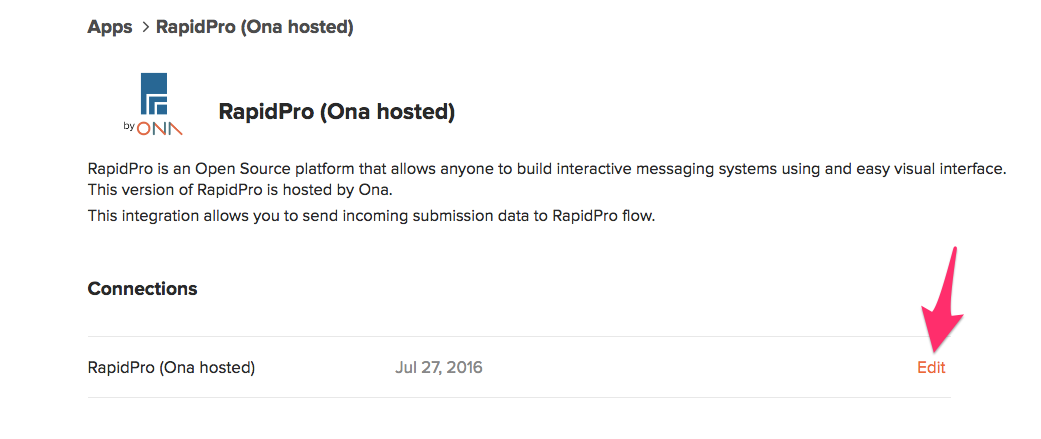 Apps > RapidPro (Ona hosted)
by ONA
RapidPro (Ona hosted)
RapidPro is an Open Source platform that allows anyone to build interactive messaging systems using and easy visual interface.
This version of RapidPro is hosted by Ona.
This integration allows you to send incoming submission data to RapidPro flow.
Connections
RapidPro (Ona hosted) Jul 27, 2016 Edit